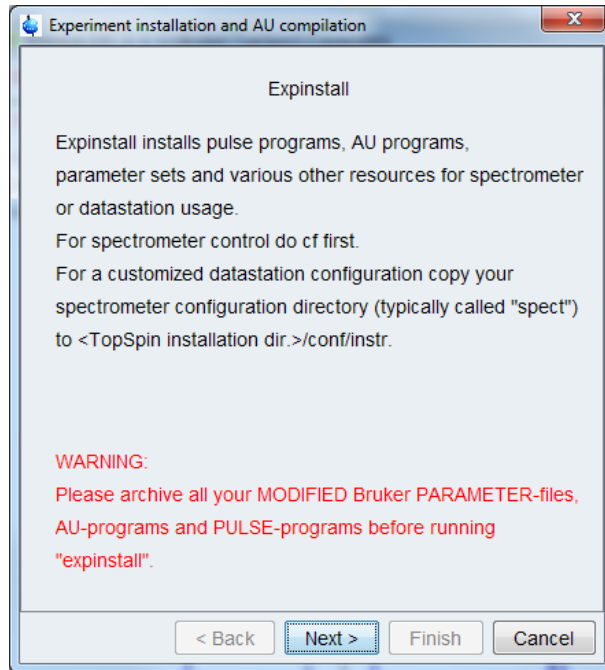 Experiment installation and AU compilation
Expinstall
Expinstall installs pulse programs, AU programs,
parameter sets and various other resources for spectrometer
or datastation usage.
For spectrometer control do cf first.
For a customized datastation configuration copy your
spectrometer configuration directory (typically called "spect")
to <TopSpin installation dir.>/conf/instr.
WARNING:
Please archive all your MODIFIED Bruker PARAMETER-files,
AU-programs and PULSE-programs before running
"expinstall".
< Back Next > Finish Cancel